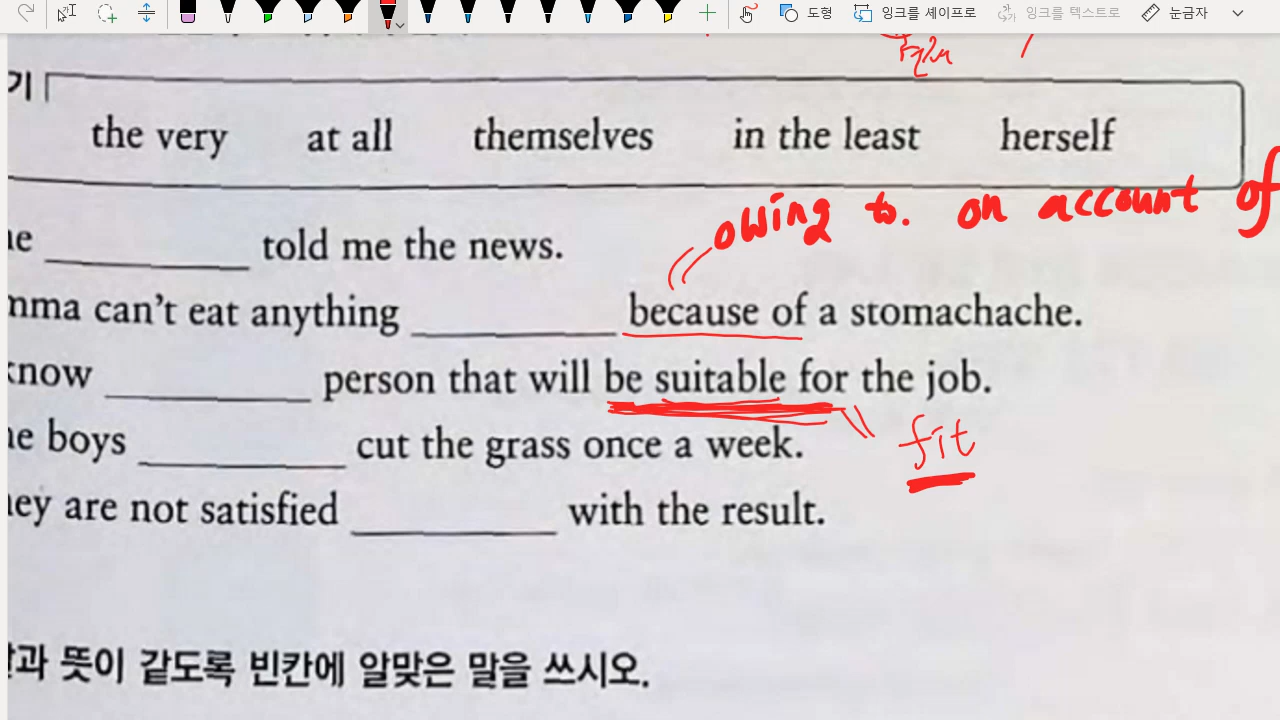 도형 잉크를 셰이프로 잉크를 텍스트로 눈금자
기
the very at all themselves in the least herself
owing to. on account of
told me the news.
can't eat anything because of a stomachache.
person that will be suitable for the job.
fit
boys cut the grass once a week.
are not satisfied with the result.
뜻이 같도록 빈칸에 알맞은 말을 쓰시오.